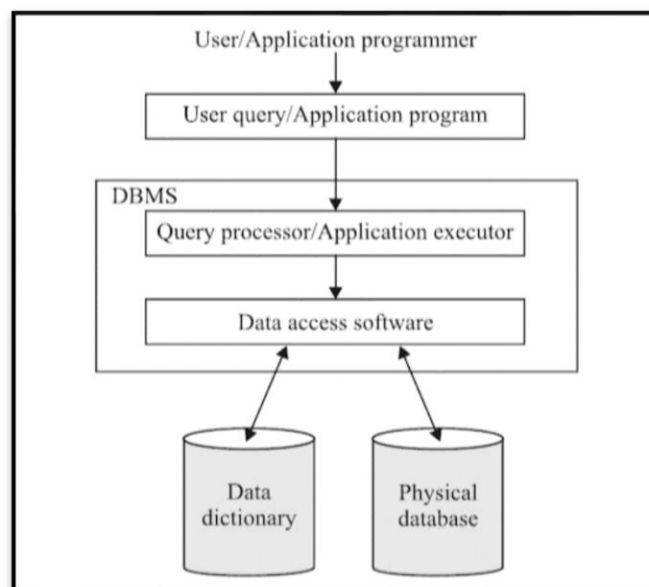 User/Application programmer
User query/Application program
DBMS
Query processor/Application executor
Data access software
Data
dictionary
Physical
database